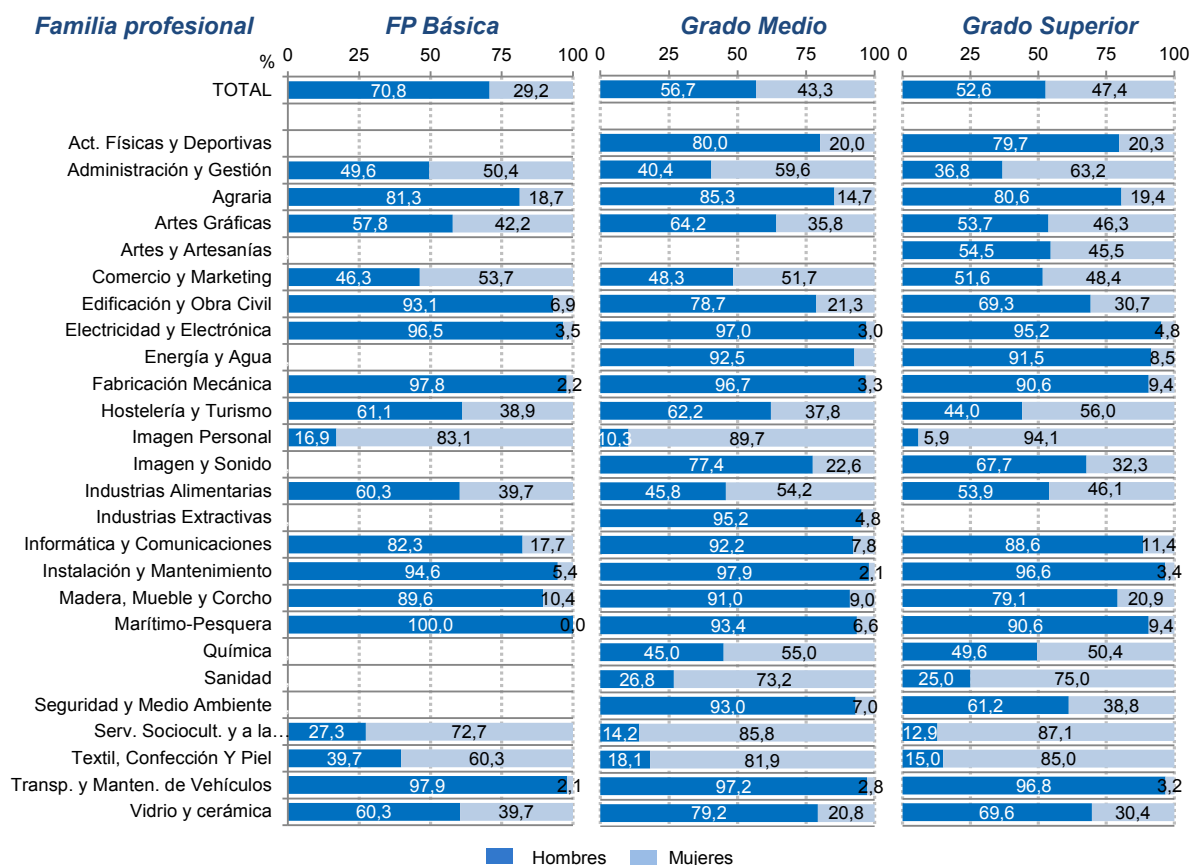 Familia profesional FP Básica Grado Medio Grado Superior
% 0 25 50 75 100 0 25 50 75 100 0 25 50 75 100
TOTAL 70,8 29,2 56,7 43,3 52,6 47,4
Act. Físicas y Deportivas 80,0 20,0 79,7 20,3
Administración y Gestión 49,6 50,4 40,4 59,6 36,8 63,2
Agraria 81,3 18,7 85,3 14,7 80,6 19,4
Artes Gráficas 57,8 42,2 64,2 35,8 53,7 46,3
Artes y Artesanías 54,5 45,5
Comercio y Marketing 46,3 53,7 48,3 51,7 51,6 48,4
Edificación y Obra Civil 93,1 6,9 78,7 21,3 69,3 30,7
Electricidad y Electrónica 96,5 3,5 97,0 3,0 95,2 4,8
Energía y Agua 92,5 91,5 8,5
Fabricación Mecánica 97,8 2,2 96,7 3,3 90,6 9,4
Hostelería y Turismo 61,1 38,9 62,2 37,8 44,0 56,0
Imagen Personal 16,9 83,1 10,3 89,7 5,9 94,1
Imagen y Sonido 77,4 22,6 67,7 32,3
Industrias Alimentarias 60,3 39,7 45,8 54,2 53,9 46,1
Industrias Extractivas 95,2 4,8
Informática y Comunicaciones 82,3 17,7 92,2 7,8 88,6 11,4
Instalación y Mantenimiento 94,6 5,4 97,9 2,1 96,6 3,4
Madera, Mueble y Corcho 89,6 10,4 91,0 9,0 79,1 20,9
Marítimo-Pesquera 100,0 0,0 93,4 6,6 90,6 9,4
Química 45,0 55,0 49,6 50,4
Sanidad 26,8 73,2 25,0 75,0
Seguridad y Medio Ambiente 93,0 7,0 61,2 38,8
Serv. Sociocult. y a la… 27,3 72,7 14,2 85,8 12,9 87,1
Textil, Confección Y Piel 39,7 60,3 18,1 81,9 15,0 85,0
Transp. y Manten. de Vehículos 97,9 2,1 97,2 2,8 96,8 3,2
Vidrio y cerámica 60,3 39,7 79,2 20,8 69,6 30,4
Hombres Mujeres